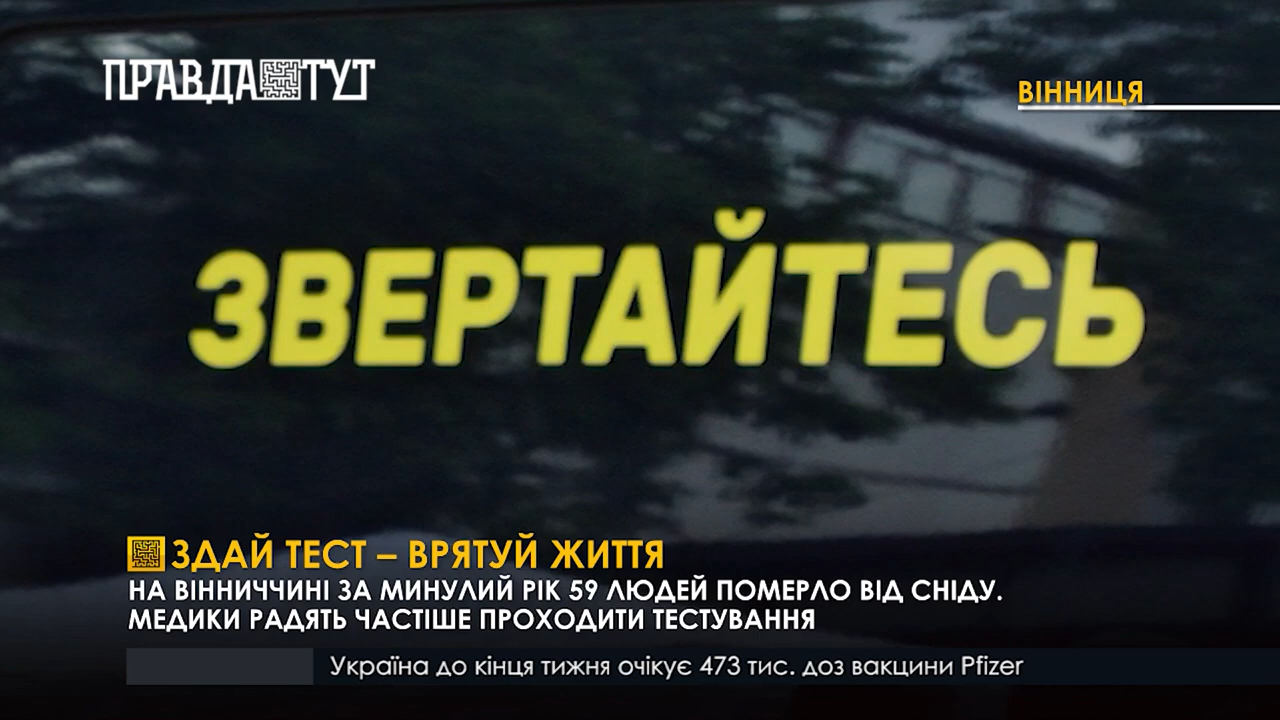 ПРАВДА ТУТ
ВІННИЦЯ
ЗВЕРТАЙТЕСЬ
ЗДАЙ ТЕСТ – ВРЯТУЙ ЖИТТЯ
НА ВІННИЧЧИНІ ЗА МИНУЛИЙ РІК 59 ЛЮДЕЙ ПОМЕРЛО ВІД СНІДУ.
МЕДИКИ РАДЯТЬ ЧАСТІШЕ ПРОХОДИТИ ТЕСТУВАННЯ
Україна до кінця тижня очікує 473 тис. доз вакцини Pfizer